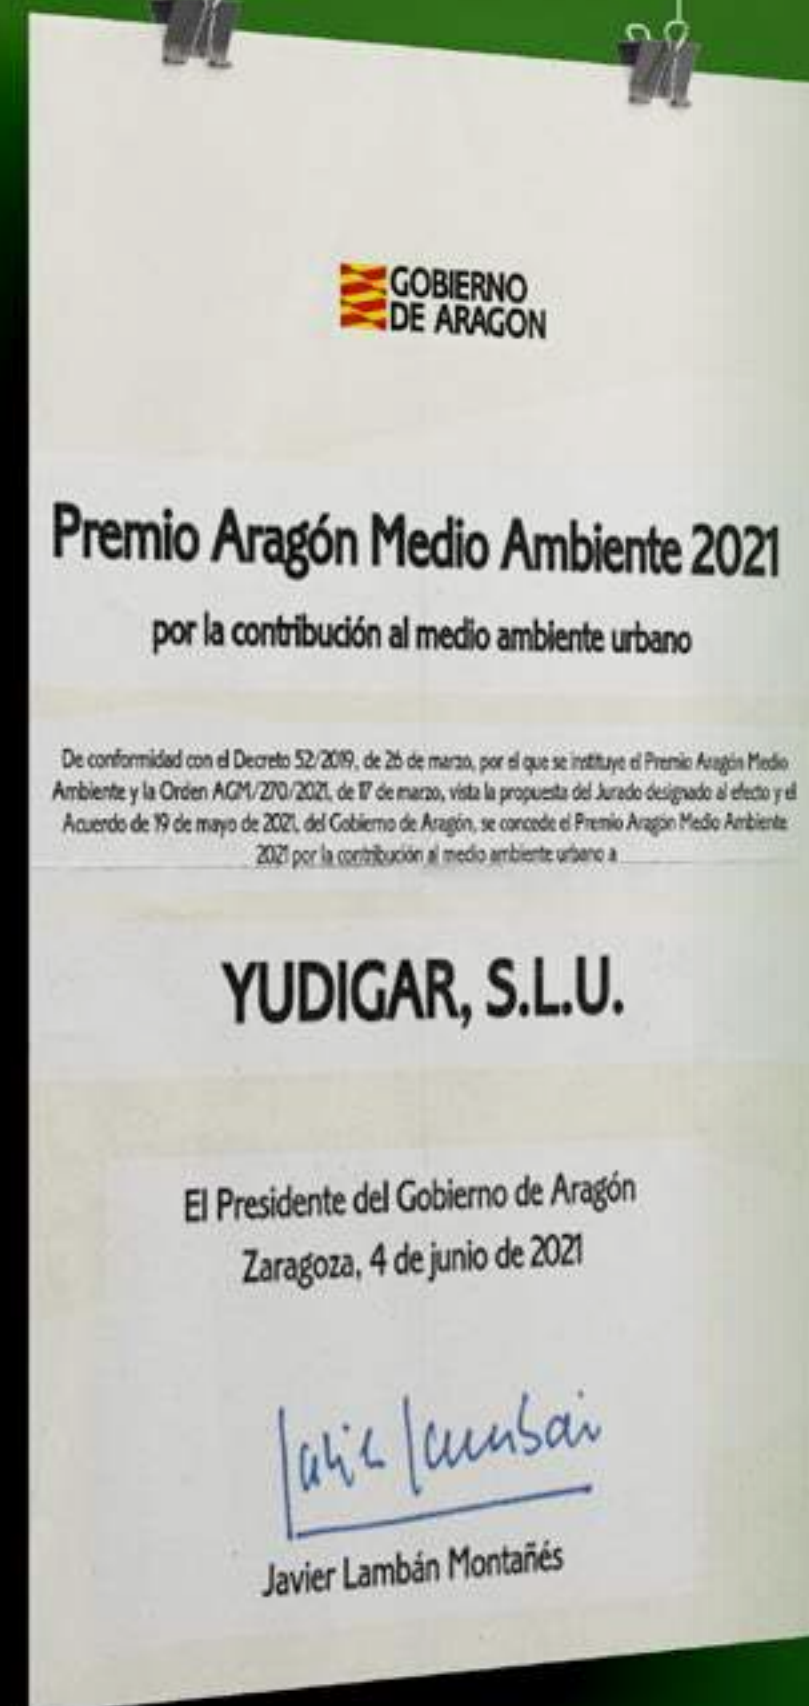 GOBIERNO
DE ARAGON
Premio Aragón Medio Ambiente 2021
por la contribución al medio ambiente urbano
De conformidad con el Decreto 52/2019, de 26 de marzo, por el que se instituye el Premio Aragón Medio
Ambiente y la Orden AGM/270/2021, de 17 de marzo, vista la propuesta del Jurado designado al efecto y el
Acuerdo de 19 de mayo de 2021, del Gobierno de Aragón, se concede el Premio Aragón Medio Ambiente
2021 por la contribución al medio ambiente urbano a
YUDIGAR, S.L.U.
El Presidente del Gobierno de Aragón
Zaragoza, 4 de junio de 2021
Javier Lambán
Javier Lambán Montañés